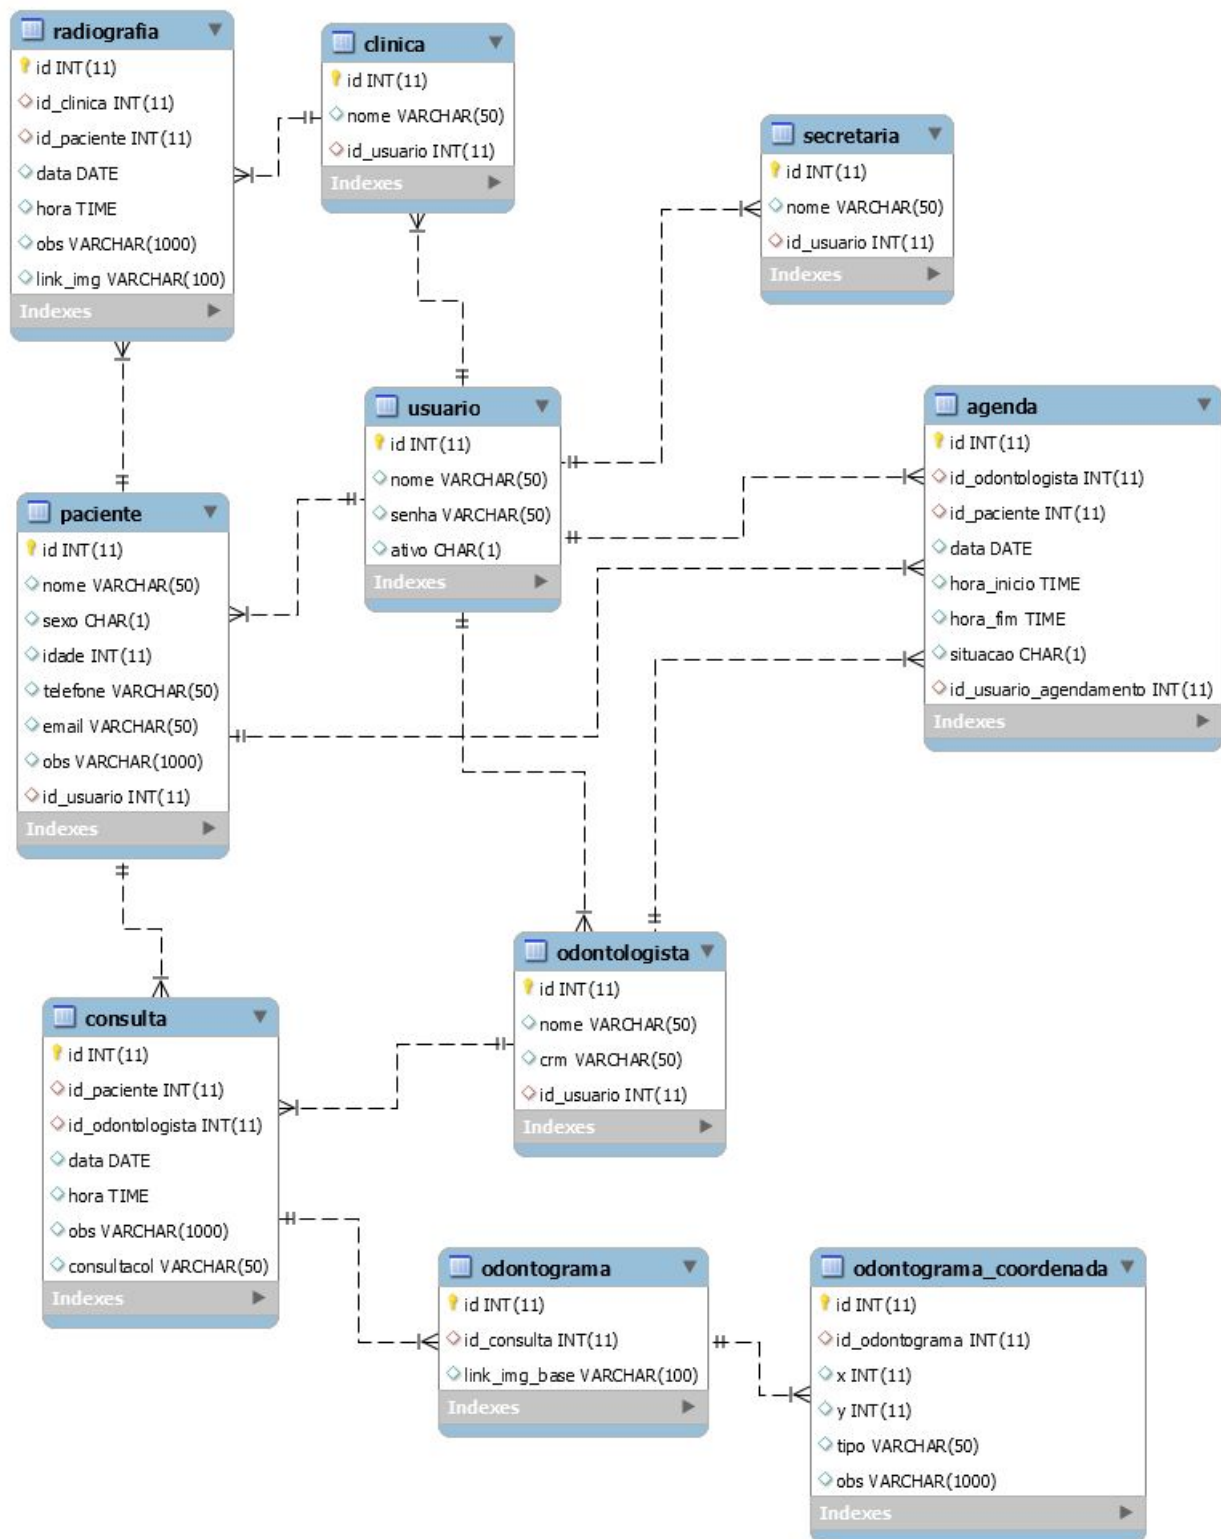 radiografia
id INT(11)
id_clinica INT(11)
id_paciente INT(11)
data DATE
hora TIME
obs VARCHAR(1000)
link_img VARCHAR(100)
Indexes
clinica
id INT(11)
nome VARCHAR(50)
id_usuario INT(11)
Indexes
secretaria
id INT(11)
nome VARCHAR(50)
id_usuario INT(11)
Indexes
usuario
id INT(11)
nome VARCHAR(50)
senha VARCHAR(50)
ativo CHAR(1)
Indexes
agenda
id INT(11)
id_odontologista INT(11)
id_paciente INT(11)
data DATE
hora_inicio TIME
hora_fim TIME
situacao CHAR(1)
id_usuario_agendamento INT(11)
Indexes
paciente
id INT(11)
nome VARCHAR(50)
sexo CHAR(1)
idade INT(11)
telefone VARCHAR(50)
email VARCHAR(50)
obs VARCHAR(1000)
id_usuario INT(11)
Indexes
odontologista
id INT(11)
nome VARCHAR(50)
crm VARCHAR(50)
id_usuario INT(11)
Indexes
consulta
id INT(11)
id_paciente INT(11)
id_odontologista INT(11)
data DATE
hora TIME
obs VARCHAR(1000)
consultacol VARCHAR(50)
Indexes
odontograma
id INT(11)
id_consulta INT(11)
link_img_base VARCHAR(100)
Indexes
odontograma_coordenada
id INT(11)
id_odontograma INT(11)
x INT(11)
y INT(11)
tipo VARCHAR(50)
obs VARCHAR(1000)
Indexes